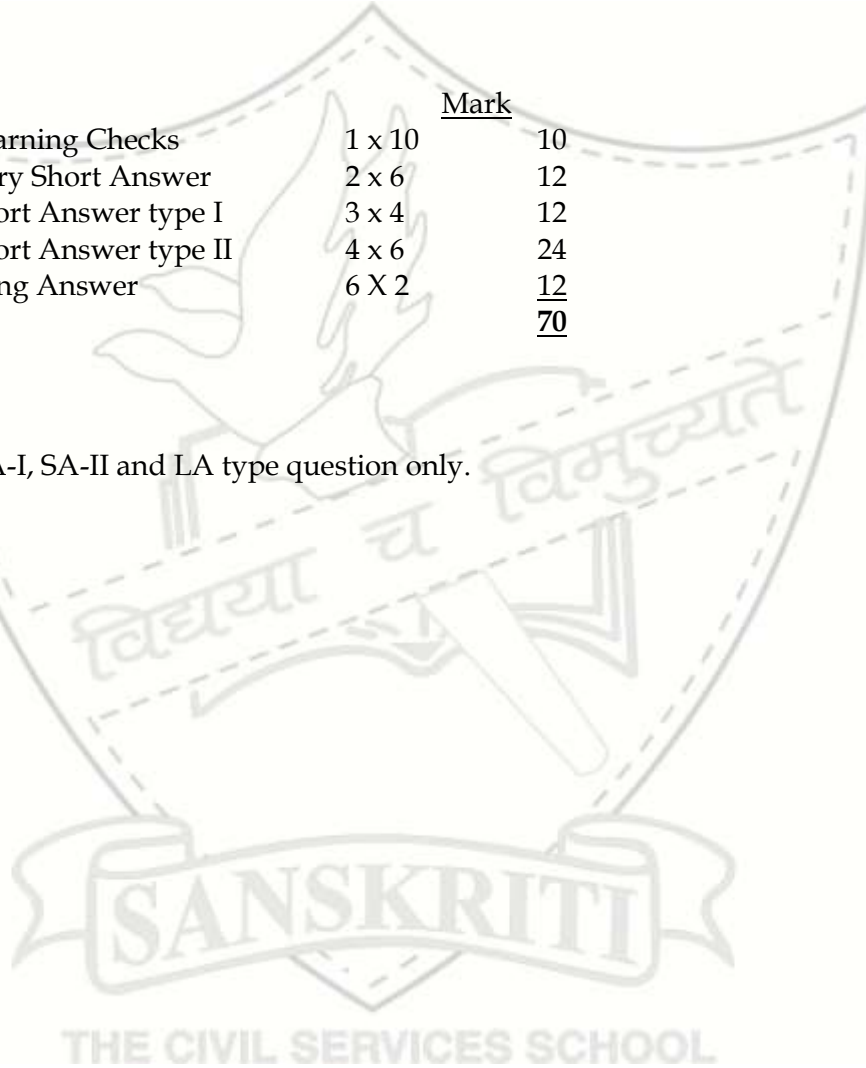 Mark
arning Checks 1 x 10 10
ry Short Answer 2 x 6 12
ort Answer type I 3 x 4 12
ort Answer type II 4 x 6 24
ng Answer 6 X 2 12
70
A-I, SA-II and LA type question only.
विद्यया च विमुच्यते
SANSKRITI
THE CIVIL SERVICES SCHOOL